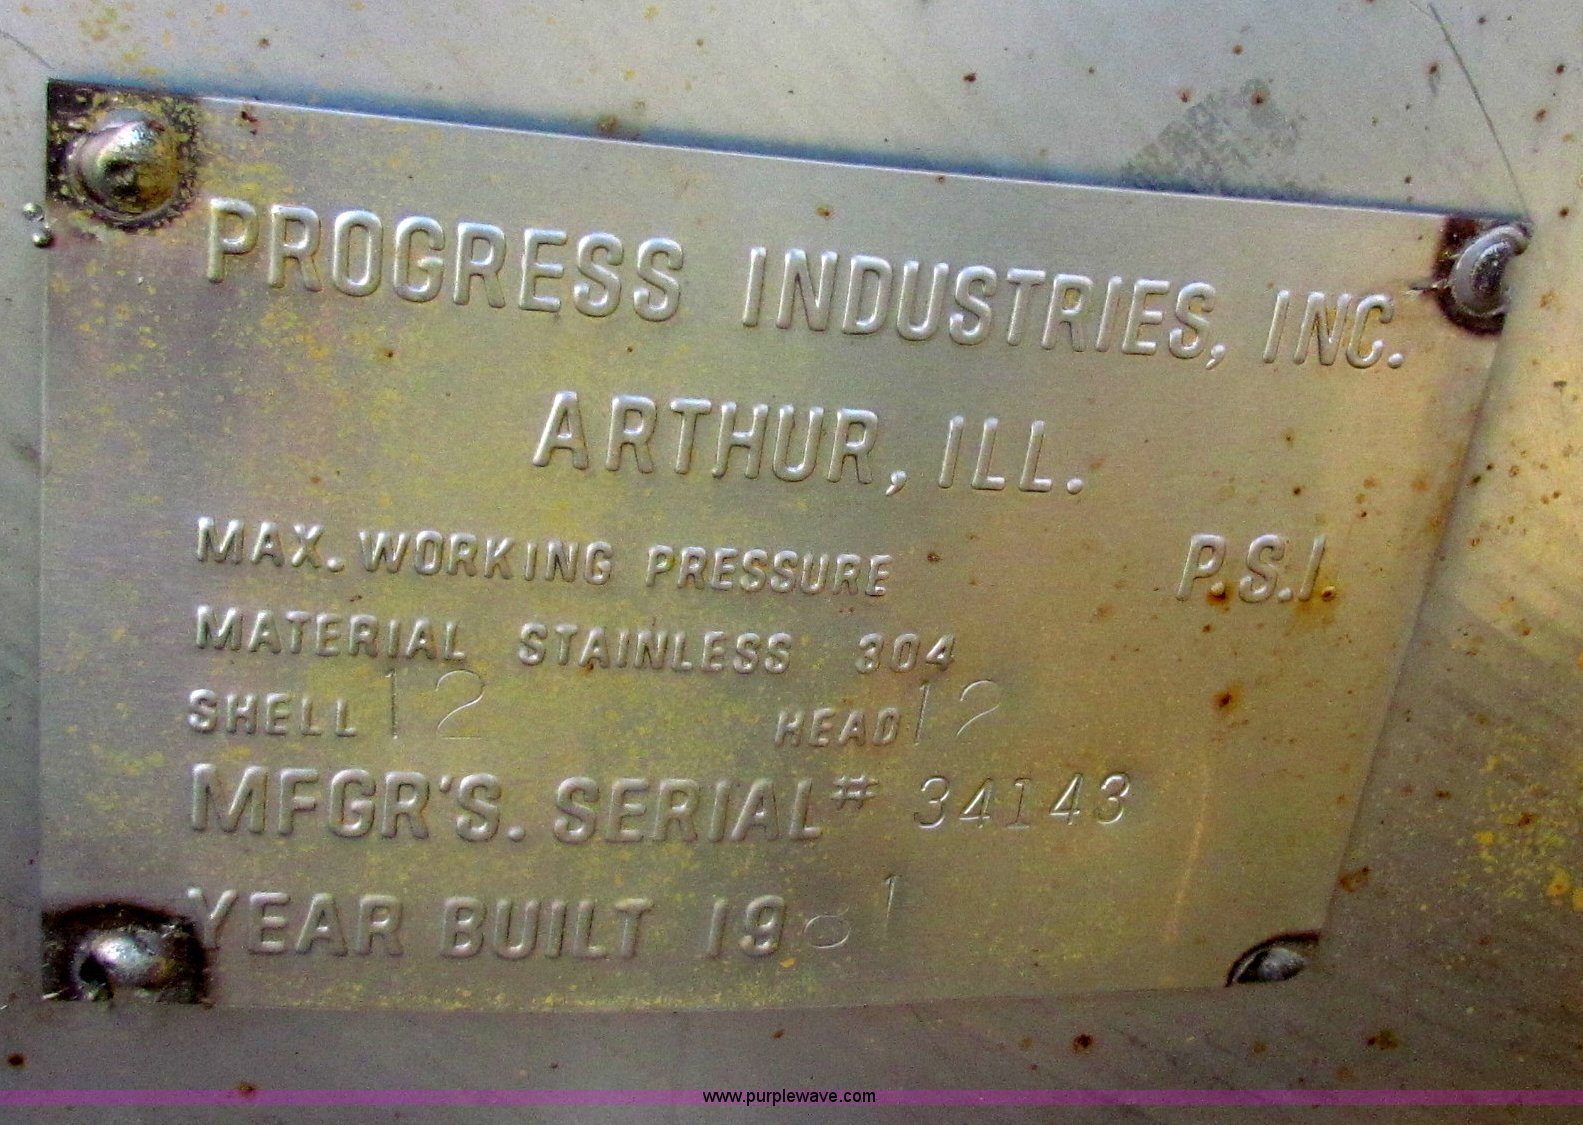 PROGRESS INDUSTRIES, INC.
ARTHUR, ILL.
MAX. WORKING PRESSURE P.S.I.
MATERIAL STAINLESS 304
SHELL 12 HEAD 12
MFGR'S. SERIAL # 34143
YEAR BUILT
www.purplewave.com